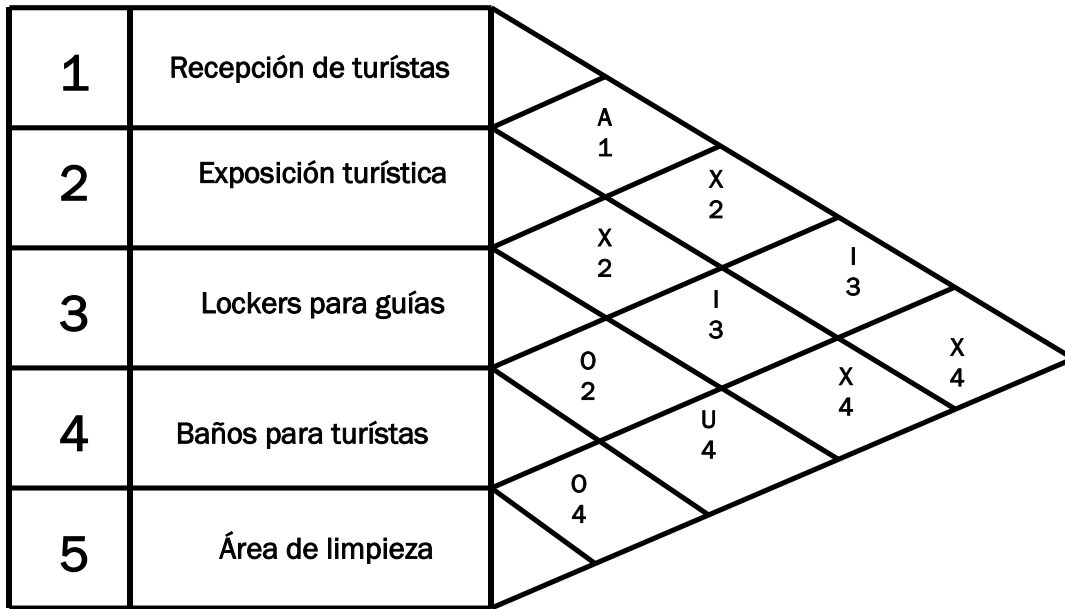 1
Recepción de turístas
2
Exposición turística
3
Lockers para guías
4
Baños para turístas
5
Área de limpieza
A
1
X
2
I
3
X
4
X
2
I
3
X
4
O
2
U
4
O
4